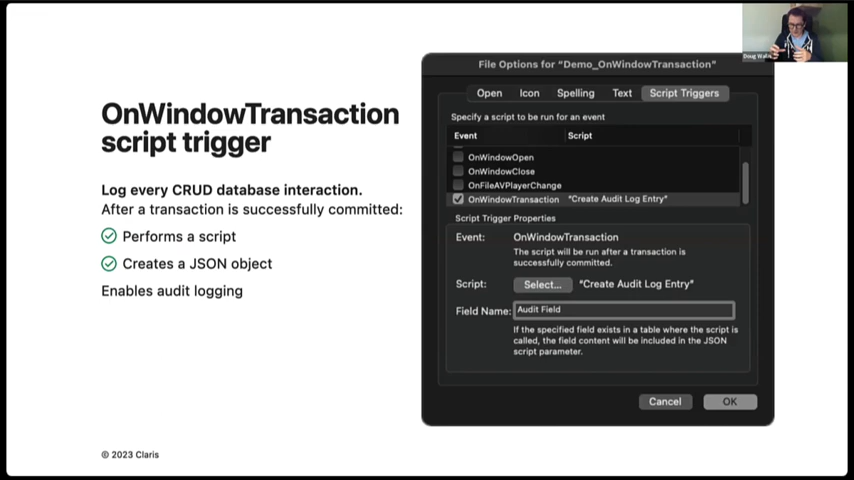 OnWindowTransaction
script trigger
Log every CRUD database interaction.
After a transaction is successfully committed:
Performs a script
Creates a JSON object
Enables audit logging
© 2023 Claris
File Options for "Demo_OnWindowTransaction"
Open Icon Spelling Text Script Triggers
Specify a script to be run for an event
Event Script
OnWindowOpen
OnWindowClose
OnFileAVPlayerChange
OnWindowTransaction "Create Audit Log Entry"
Script Trigger Properties
Event: OnWindowTransaction
The script will be run after a transaction is
successfully committed.
Script: Select... "Create Audit Log Entry"
Field Name: Audit Field
If the specified field exists in a table where the script is
called, the field content will be included in the JSON
script parameter.
Cancel OK
Doug